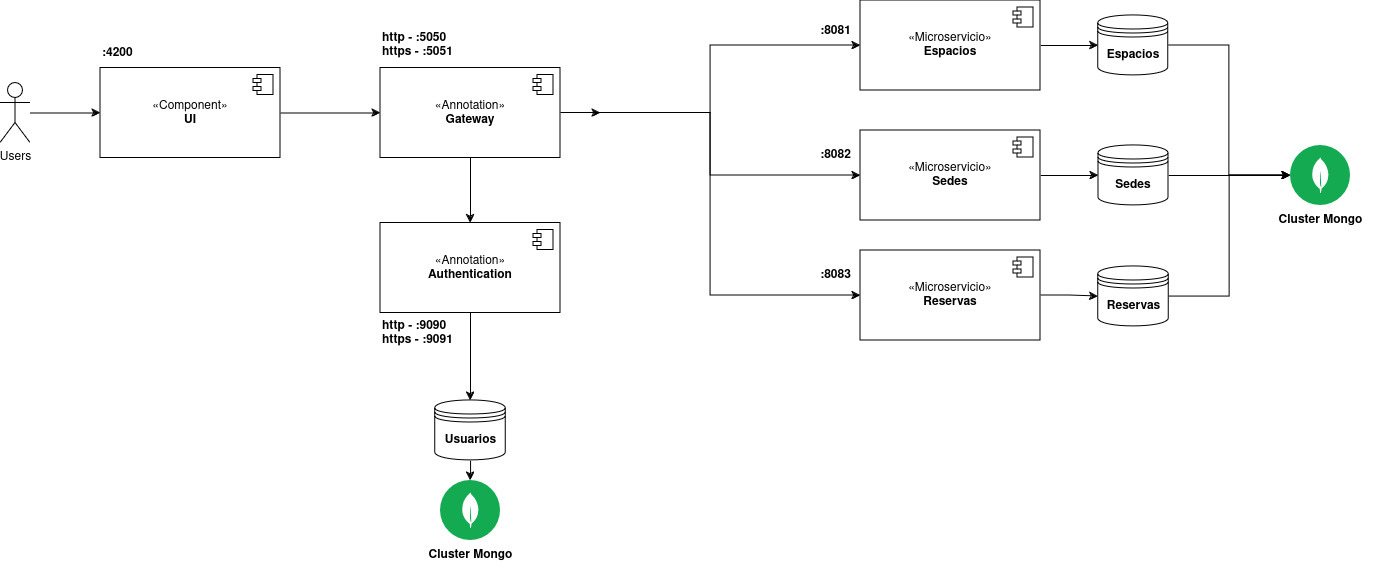 Users
:4200
«Component»
UI
http - :5050
https - :5051
«Annotation»
Gateway
«Annotation»
Authentication
http - :9090
https - :9091
Usuarios
Cluster Mongo
:8081
«Microservicio»
Espacios
Espacios
:8082
«Microservicio»
Sedes
Sedes
:8083
«Microservicio»
Reservas
Reservas
Cluster Mongo